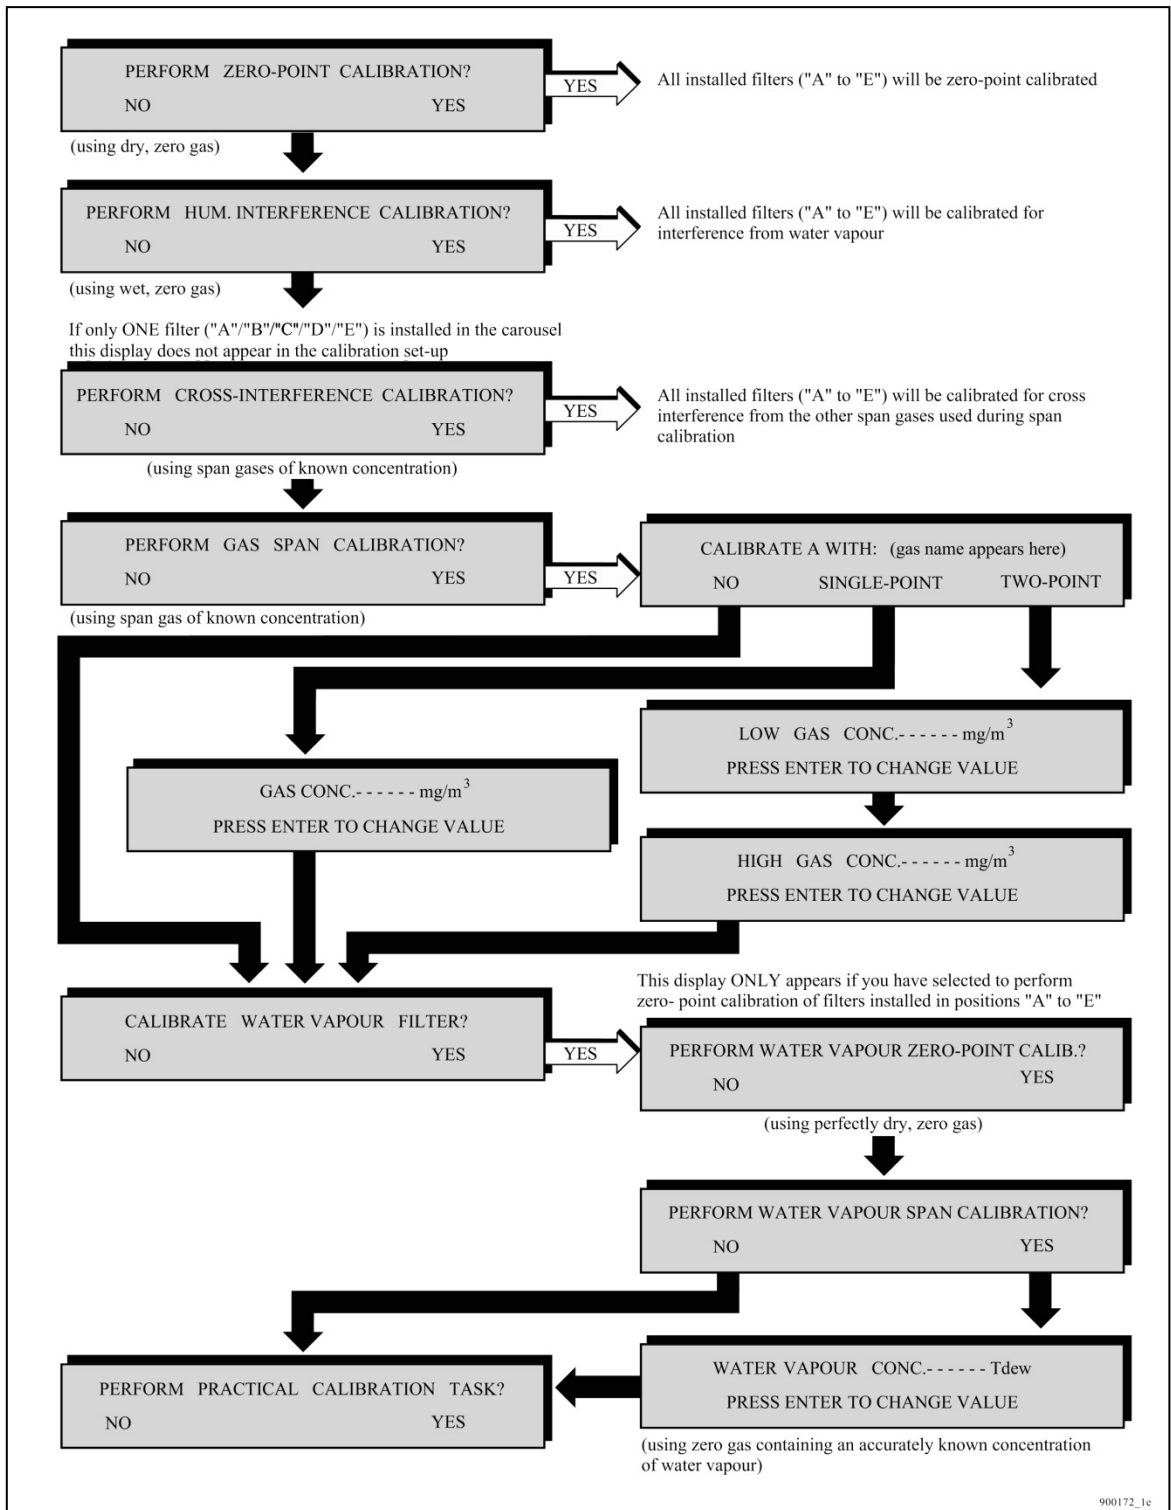 PERFORM ZERO-POINT CALIBRATION?
NO YES
YES
All installed filters ("A" to "E") will be zero-point calibrated
(using dry, zero gas)
PERFORM HUM. INTERFERENCE CALIBRATION?
NO YES
YES
All installed filters ("A" to "E") will be calibrated for
interference from water vapour
(using wet, zero gas)
If only ONE filter ("A"/"B"/"C"/"D"/"E") is installed in the carousel
this display does not appear in the calibration set-up
PERFORM CROSS-INTERFERENCE CALIBRATION?
NO YES
YES
All installed filters ("A" to "E") will be calibrated for cross
interference from the other span gases used during span
calibration
(using span gases of known concentration)
PERFORM GAS SPAN CALIBRATION?
NO YES
YES
CALIBRATE A WITH: (gas name appears here)
NO SINGLE-POINT TWO-POINT
(using span gas of known concentration)
LOW GAS CONC.- - - - - - mg/m³
PRESS ENTER TO CHANGE VALUE
GAS CONC.- - - - - - mg/m³
PRESS ENTER TO CHANGE VALUE
HIGH GAS CONC.- - - - - - mg/m³
PRESS ENTER TO CHANGE VALUE
This display ONLY appears if you have selected to perform
zero- point calibration of filters installed in positions "A" to "E"
CALIBRATE WATER VAPOUR FILTER?
NO YES
YES
PERFORM WATER VAPOUR ZERO-POINT CALIB.?
NO YES
(using perfectly dry, zero gas)
PERFORM WATER VAPOUR SPAN CALIBRATION?
NO YES
WATER VAPOUR CONC.- - - - - - Tdew
PRESS ENTER TO CHANGE VALUE
PERFORM PRACTICAL CALIBRATION TASK?
NO YES
(using zero gas containing an accurately known concentration
of water vapour)
900172_1e